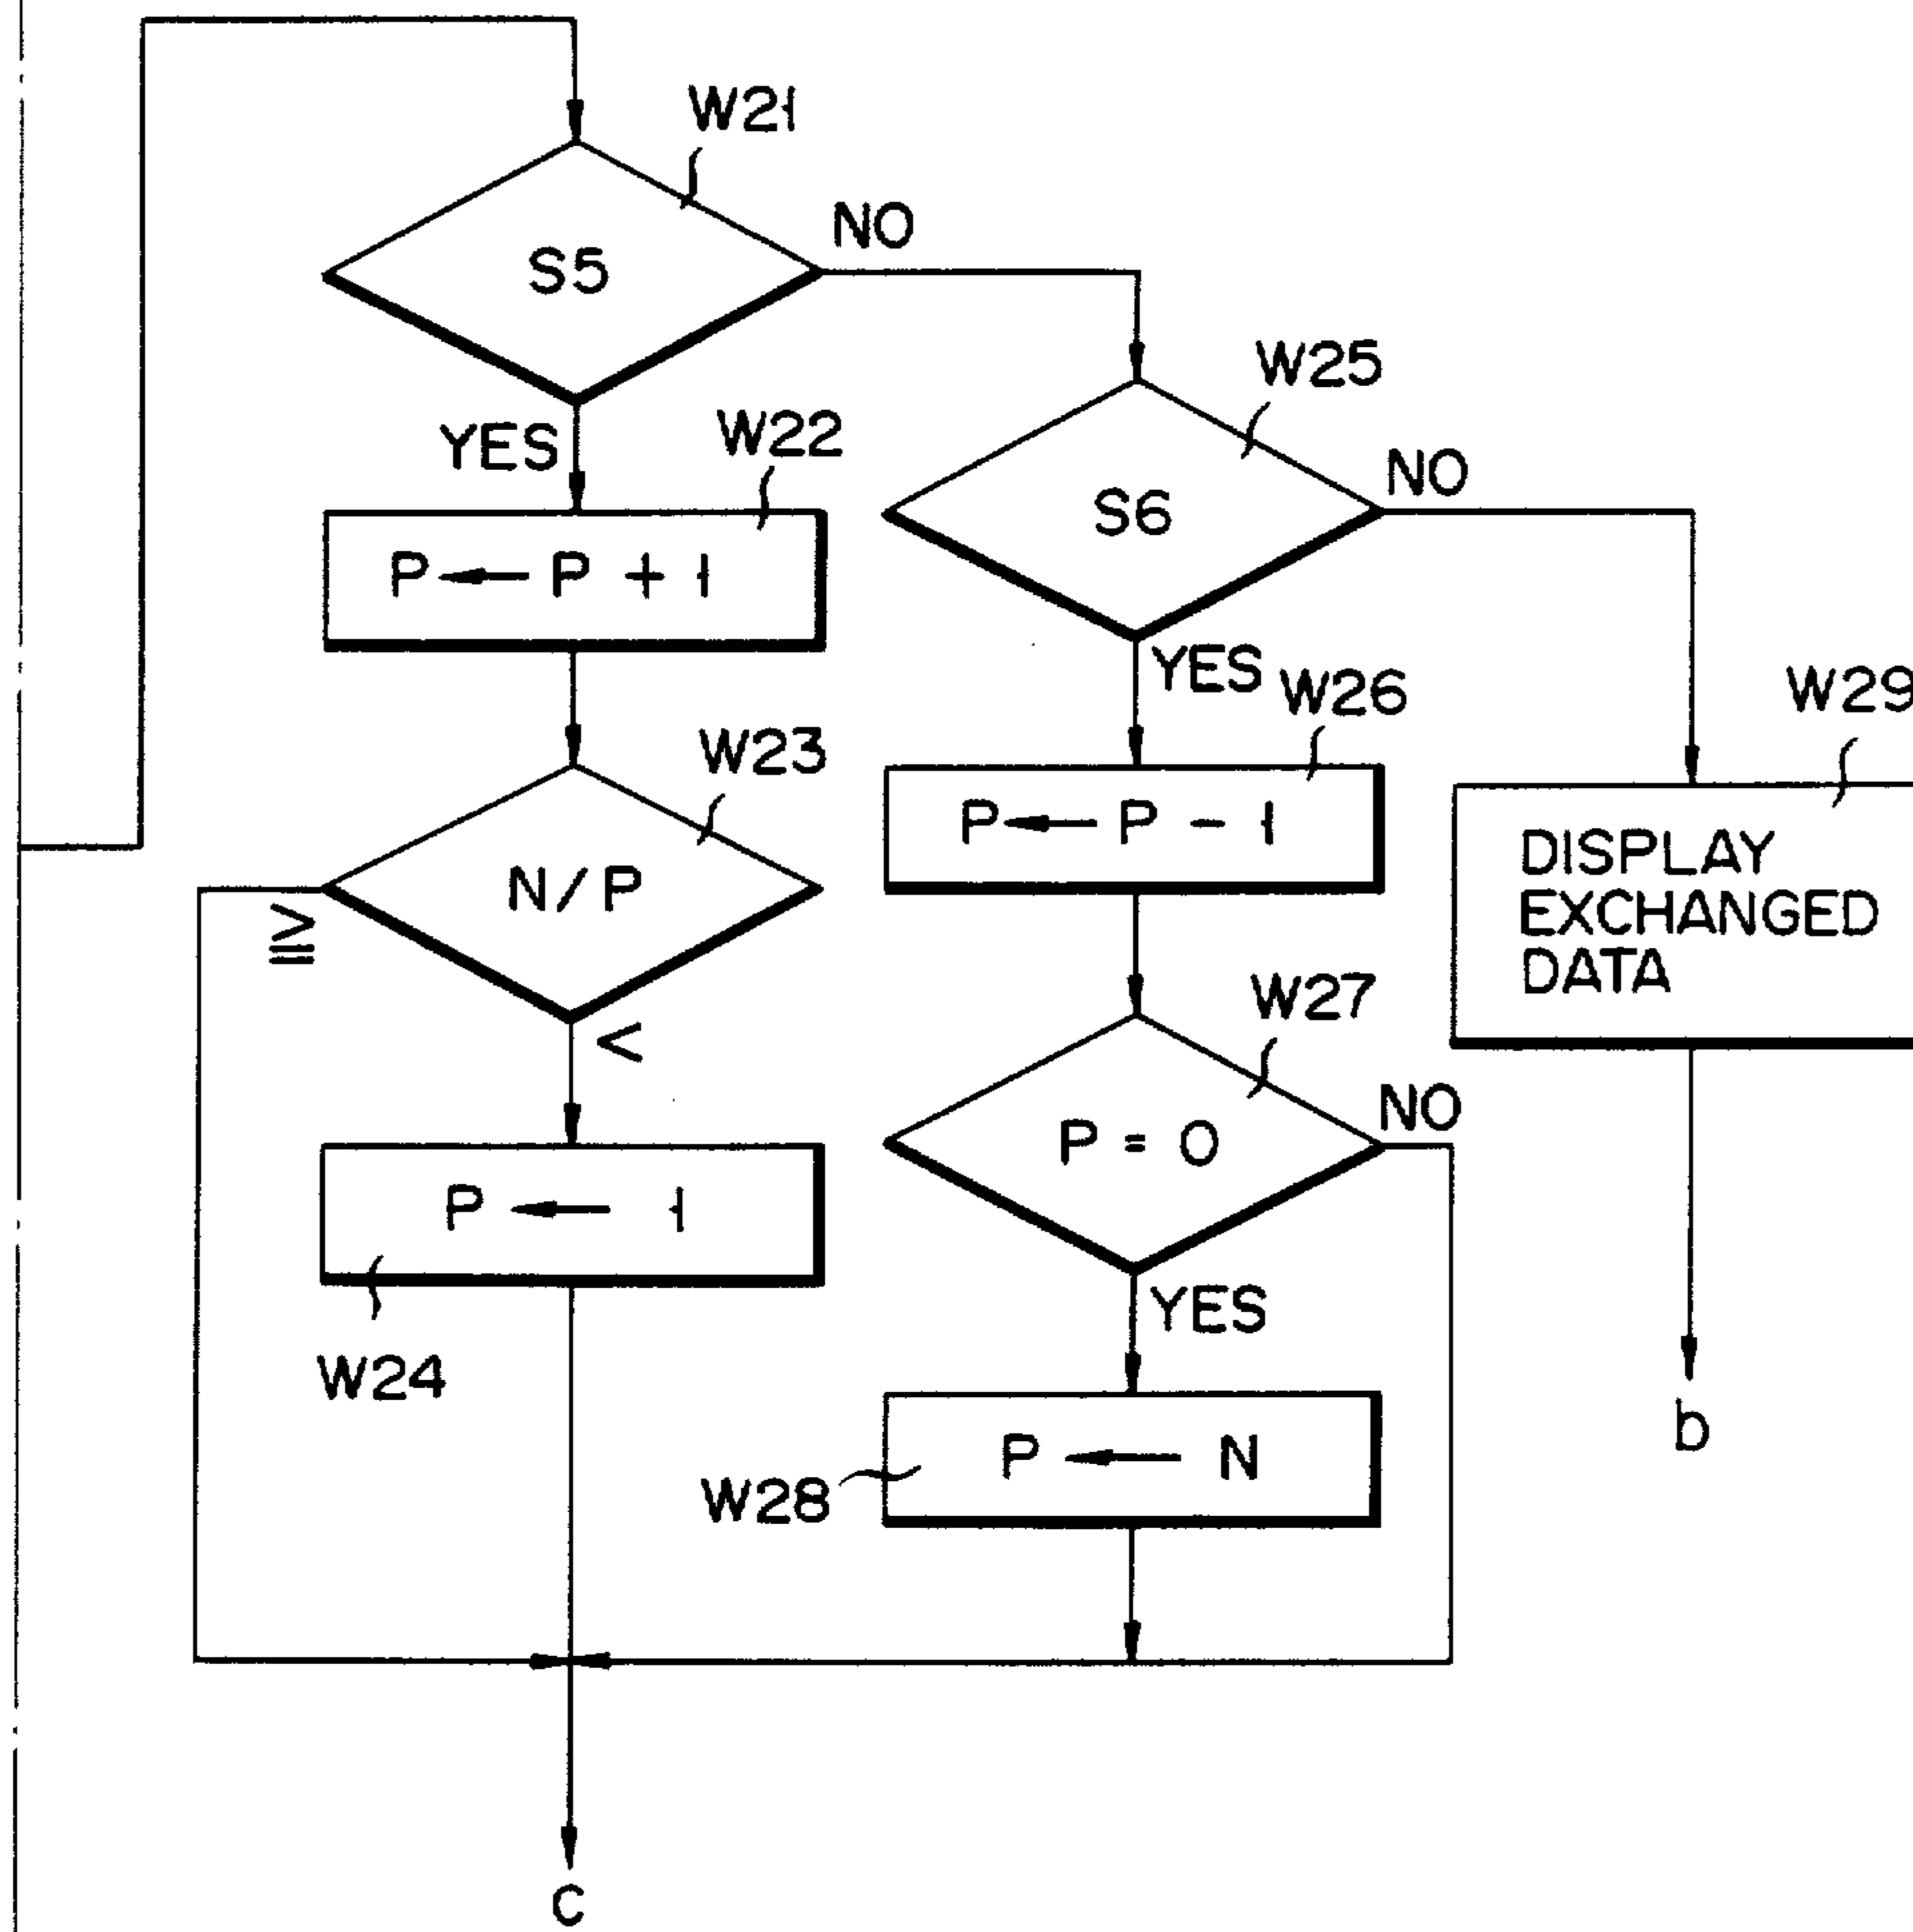 W21
S5
NO
YES
W22
P ← P + 1
W23
N/P
≧
<
P ← 1
W24
W25
S6
NO
YES
W26
P ← P - 1
W27
P = 0
NO
YES
P ← N
W28
W29
DISPLAY
EXCHANGED
DATA
b
c